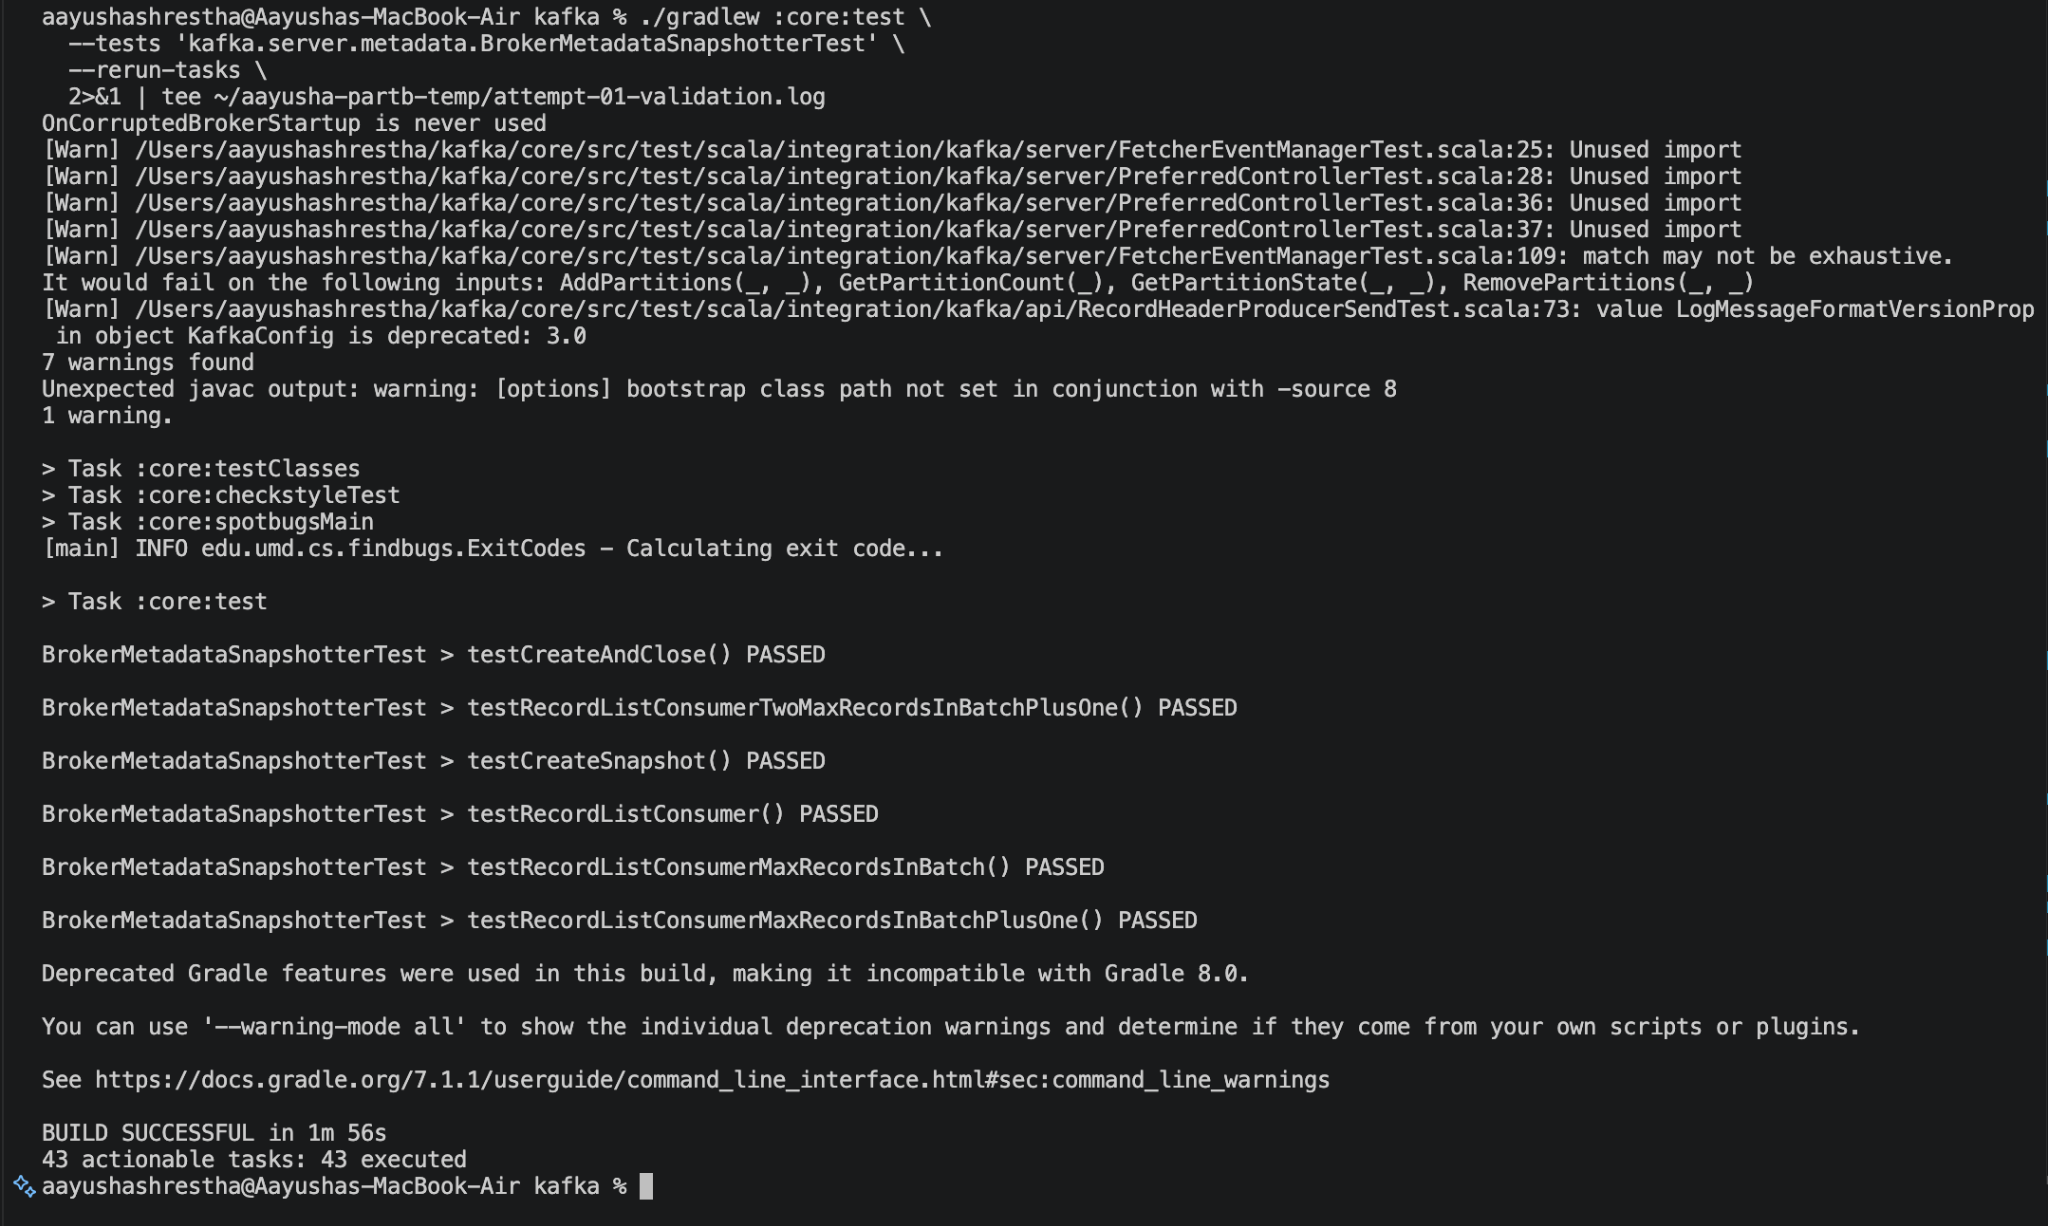 aayushashrestha@Aayushas-MacBook-Air kafka % ./gradlew :core:test \
  --tests 'kafka.server.metadata.BrokerMetadataSnapshotterTest' \
  --rerun-tasks \
  2>&1 | tee ~/aayusha-partb-temp/attempt-01-validation.log
OnCorruptedBrokerStartup is never used
[Warn] /Users/aayushashrestha/kafka/core/src/test/scala/integration/kafka/server/FetcherEventManagerTest.scala:25: Unused import
[Warn] /Users/aayushashrestha/kafka/core/src/test/scala/integration/kafka/server/PreferredControllerTest.scala:28: Unused import
[Warn] /Users/aayushashrestha/kafka/core/src/test/scala/integration/kafka/server/PreferredControllerTest.scala:36: Unused import
[Warn] /Users/aayushashrestha/kafka/core/src/test/scala/integration/kafka/server/PreferredControllerTest.scala:37: Unused import
[Warn] /Users/aayushashrestha/kafka/core/src/test/scala/integration/kafka/server/FetcherEventManagerTest.scala:109: match may not be exhaustive.
It would fail on the following inputs: AddPartitions(_, _), GetPartitionCount(_), GetPartitionState(_, _), RemovePartitions(_, _)
[Warn] /Users/aayushashrestha/kafka/core/src/test/scala/integration/kafka/api/RecordHeaderProducerSendTest.scala:73: value LogMessageFormatVersionProp
 in object KafkaConfig is deprecated: 3.0
7 warnings found
Unexpected javac output: warning: [options] bootstrap class path not set in conjunction with -source 8
1 warning.

> Task :core:testClasses
> Task :core:checkstyleTest
> Task :core:spotbugsMain
[main] INFO edu.umd.cs.findbugs.ExitCodes - Calculating exit code...

> Task :core:test

BrokerMetadataSnapshotterTest > testCreateAndClose() PASSED

BrokerMetadataSnapshotterTest > testRecordListConsumerTwoMaxRecordsInBatchPlusOne() PASSED

BrokerMetadataSnapshotterTest > testCreateSnapshot() PASSED

BrokerMetadataSnapshotterTest > testRecordListConsumer() PASSED

BrokerMetadataSnapshotterTest > testRecordListConsumerMaxRecordsInBatch() PASSED

BrokerMetadataSnapshotterTest > testRecordListConsumerMaxRecordsInBatchPlusOne() PASSED

Deprecated Gradle features were used in this build, making it incompatible with Gradle 8.0.

You can use '--warning-mode all' to show the individual deprecation warnings and determine if they come from your own scripts or plugins.

See https://docs.gradle.org/7.1.1/userguide/command_line_interface.html#sec:command_line_warnings

BUILD SUCCESSFUL in 1m 56s
43 actionable tasks: 43 executed
aayushashrestha@Aayushas-MacBook-Air kafka %